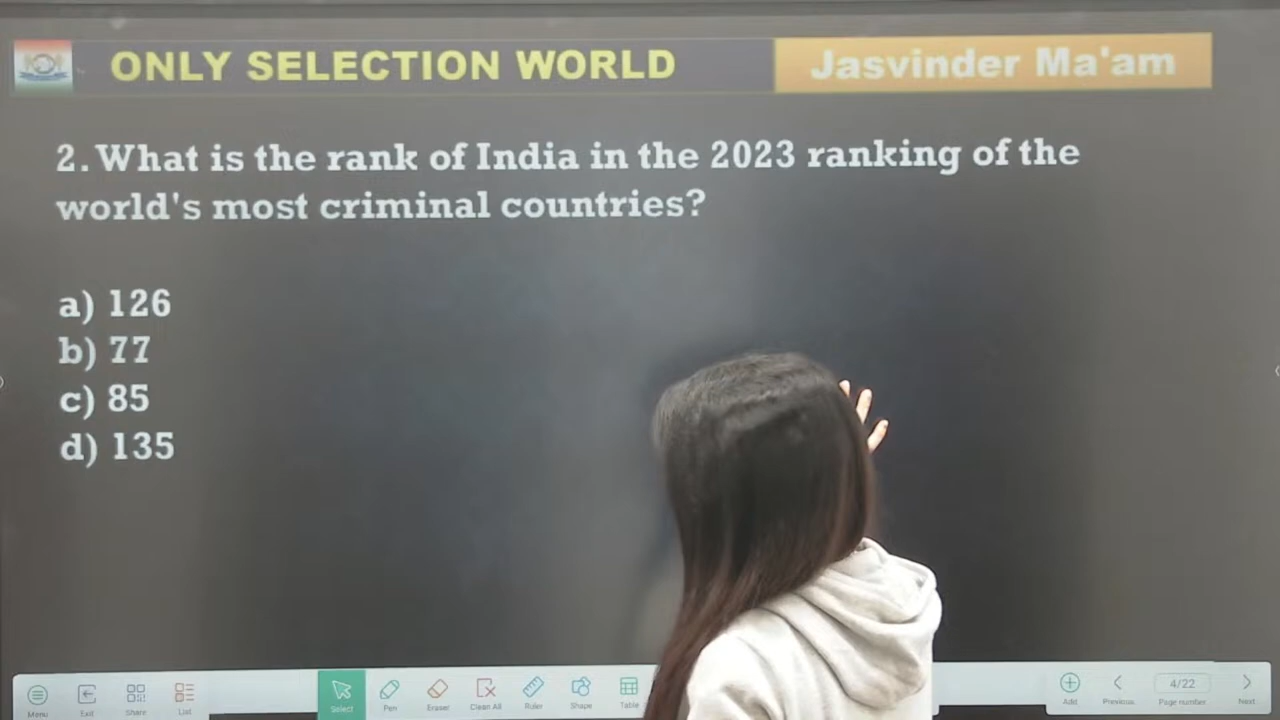 ONLY SELECTION WORLD
Jasvinder Ma'am
2. What is the rank of India in the 2023 ranking of the
world's most criminal countries?
a) 126
b) 77
c) 85
d) 135
Menu
Exit
Share
List
Select
Pen
Eraser
Clean All
Ruler
Shape
Table
Add
Previous
4/22
Page number
Next